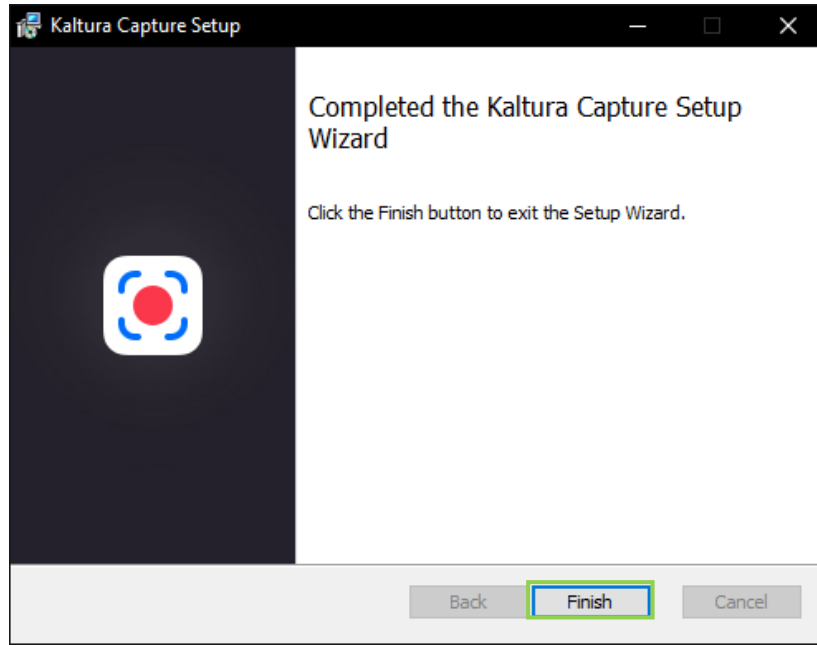 Kaltura Capture Setup
Completed the Kaltura Capture Setup
Wizard
Click the Finish button to exit the Setup Wizard.
Back Finish Cancel